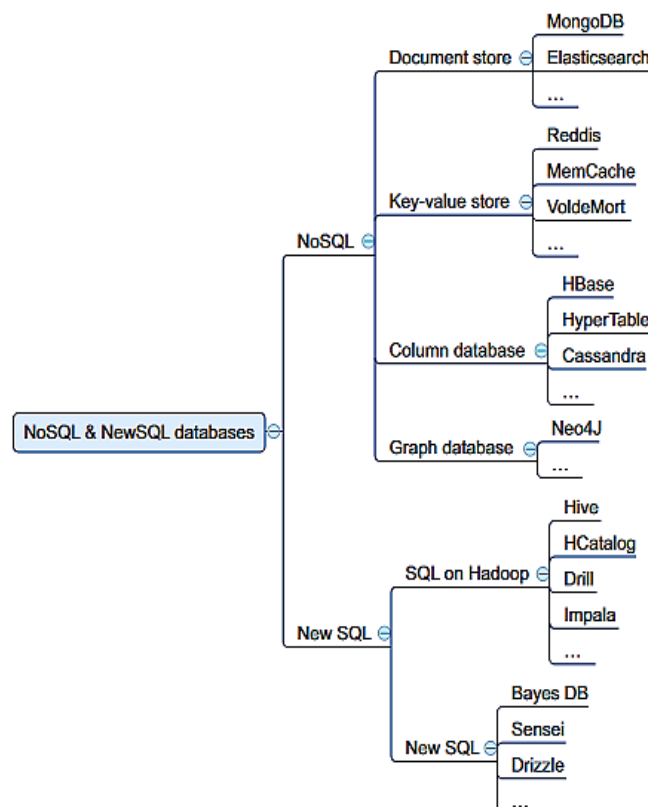 MongoDB
Document store
Elasticsearch
...
Reddis
MemCache
Key-value store
VoldeMort
...
NoSQL
HBase
HyperTable
Column database
Cassandra
...
NoSQL & NewSQL databases
Neo4J
Graph database
...
Hive
HCatalog
SQL on Hadoop
Drill
Impala
...
New SQL
Bayes DB
Sensei
New SQL
Drizzle
...